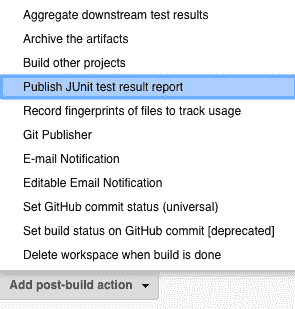 Aggregate downstream test results
Archive the artifacts
Build other projects
Publish JUnit test result report
Record fingerprints of files to track usage
Git Publisher
E-mail Notification
Editable Email Notification
Set GitHub commit status (universal)
Set build status on GitHub commit [deprecated]
Delete workspace when build is done
Add post-build action